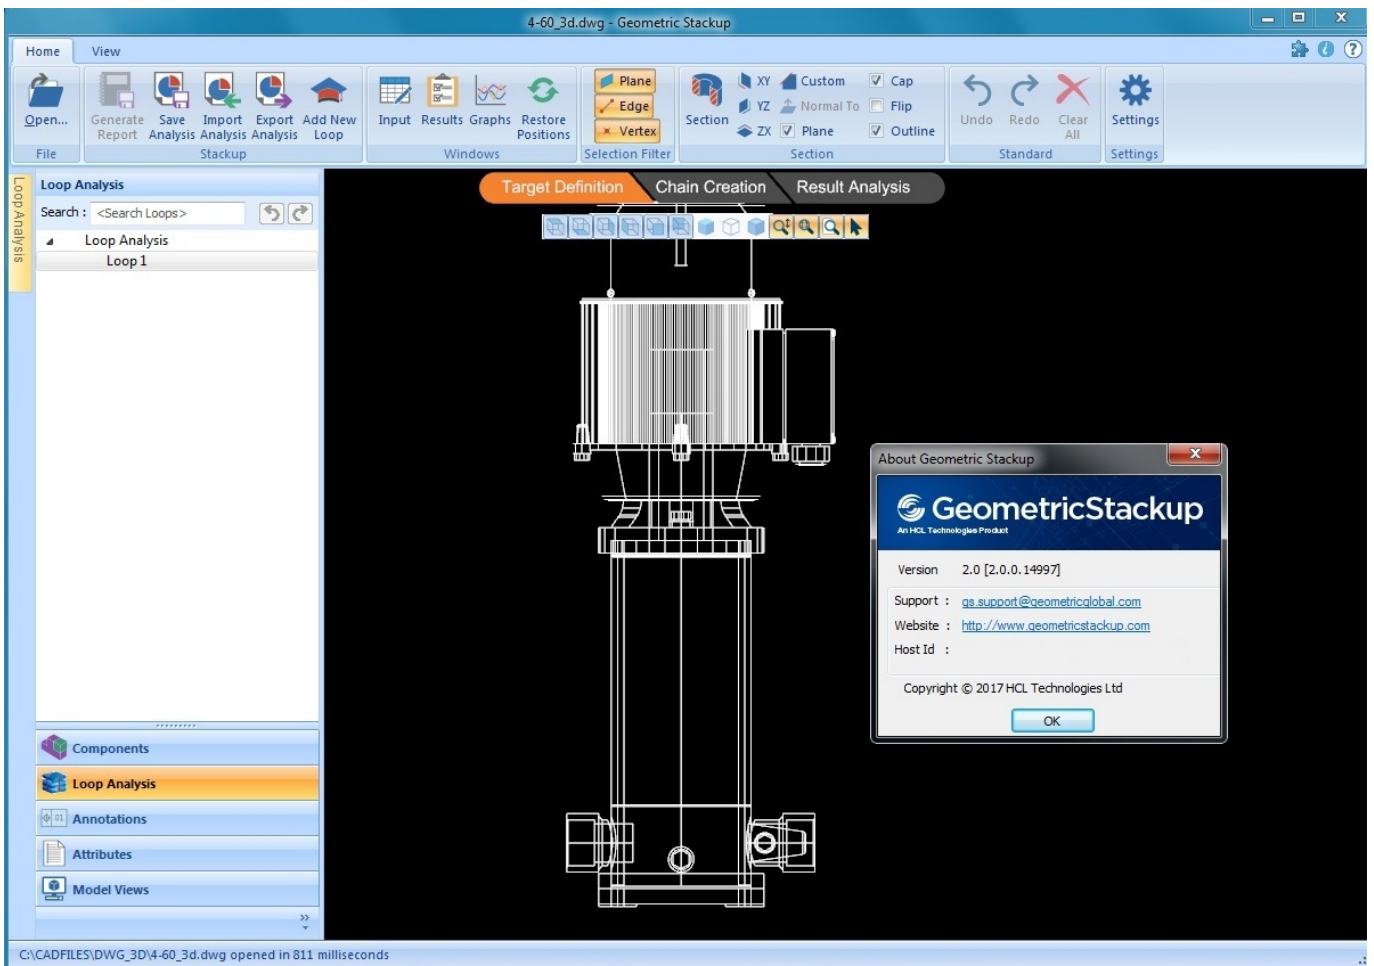 4-60_3d.dwg - Geometric Stackup
Home View
Open...
Generate Report
Save Analysis
Import Analysis
Export Analysis
Add New Loop
Input
Results
Graphs
Restore Positions
Plane
Edge
Vertex
Section
XY
YZ
ZX
Custom
Normal To
Plane
Cap
Flip
Outline
Undo
Redo
Clear All
Settings
File
Stackup
Windows
Selection Filter
Section
Standard
Settings
Loop Analysis
Loop Analysis
Search : <Search Loops>
Loop Analysis
Loop 1
Target Definition Chain Creation Result Analysis
About Geometric Stackup
GeometricStackup
An HCL Technologies Product
Version 2.0 [2.0.0.14997]
Support : gs.support@geometricglobal.com
Website : http://www.geometricstackup.com
Host Id :
Copyright © 2017 HCL Technologies Ltd
OK
Components
Loop Analysis
Annotations
Attributes
Model Views
C:\CADFILES\DWG_3D\4-60_3d.dwg opened in 811 milliseconds